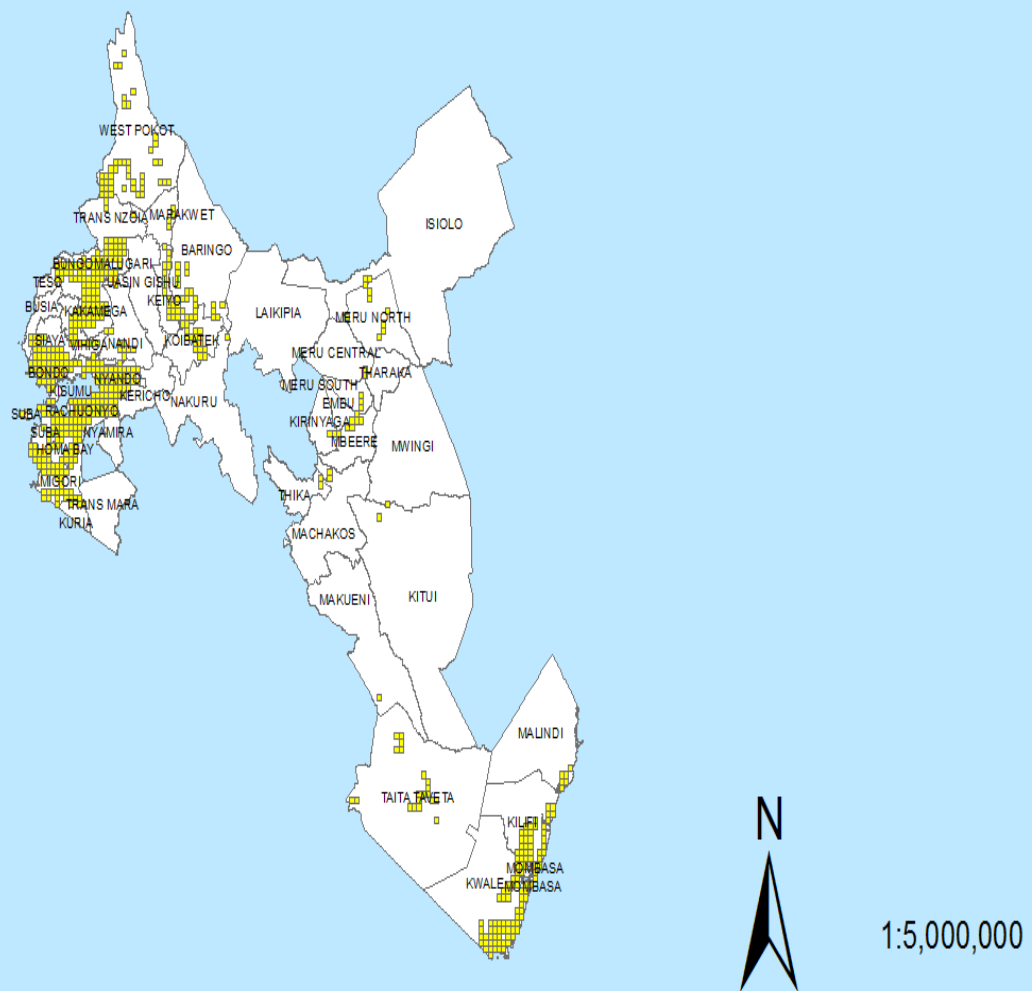 WEST POKOT
ISIOLO
TRANS NZOIA
MARAKWET
BARINGO
BUNGOMA
LUGARI
TESO
UASIN GISHU
KEIYO
BUSIA
KAKAMEGA
LAIKIPIA
MERU NORTH
SIAYA
VIHIGA
NANDI
KOIBATEK
MERU CENTRAL
BONDO
NYANDO
THARAKA
KISUMU
KERICHO
NAKURU
MERU SOUTH
EMBU
SUBA
RACHUONYO
KIRINYAGA
SUBA
NYAMIRA
MBEERE
MWINGI
HOMA BAY
MIGORI
THIKA
TRANS MARA
KURIA
MACHAKOS
MAKUENI
KITUI
MALINDI
TAITA TAVETA
KILIFI
MOMBASA
KWALE
MOMBASA
N
1:5,000,000